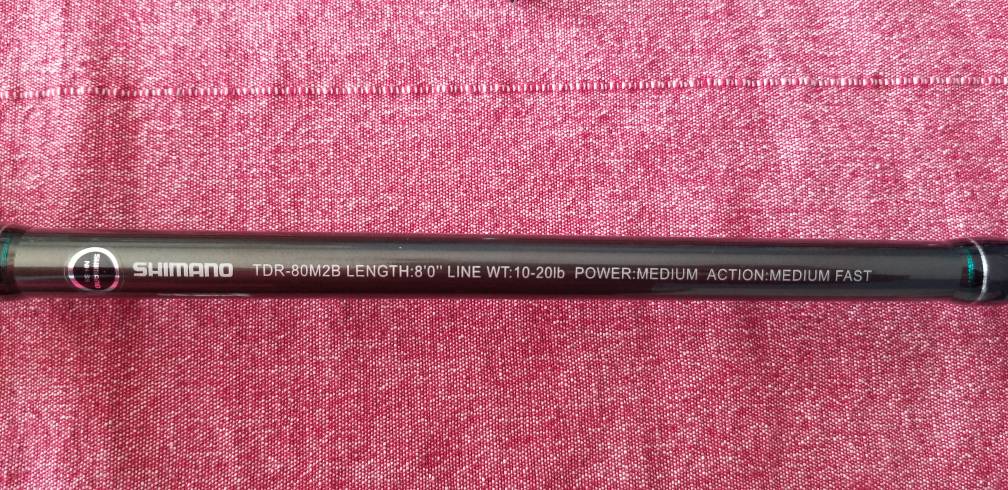 SHIMANO TDR-80M2B LENGTH:8'0" LINE WT:10-20lb POWER:MEDIUM ACTION:MEDIUM FAST